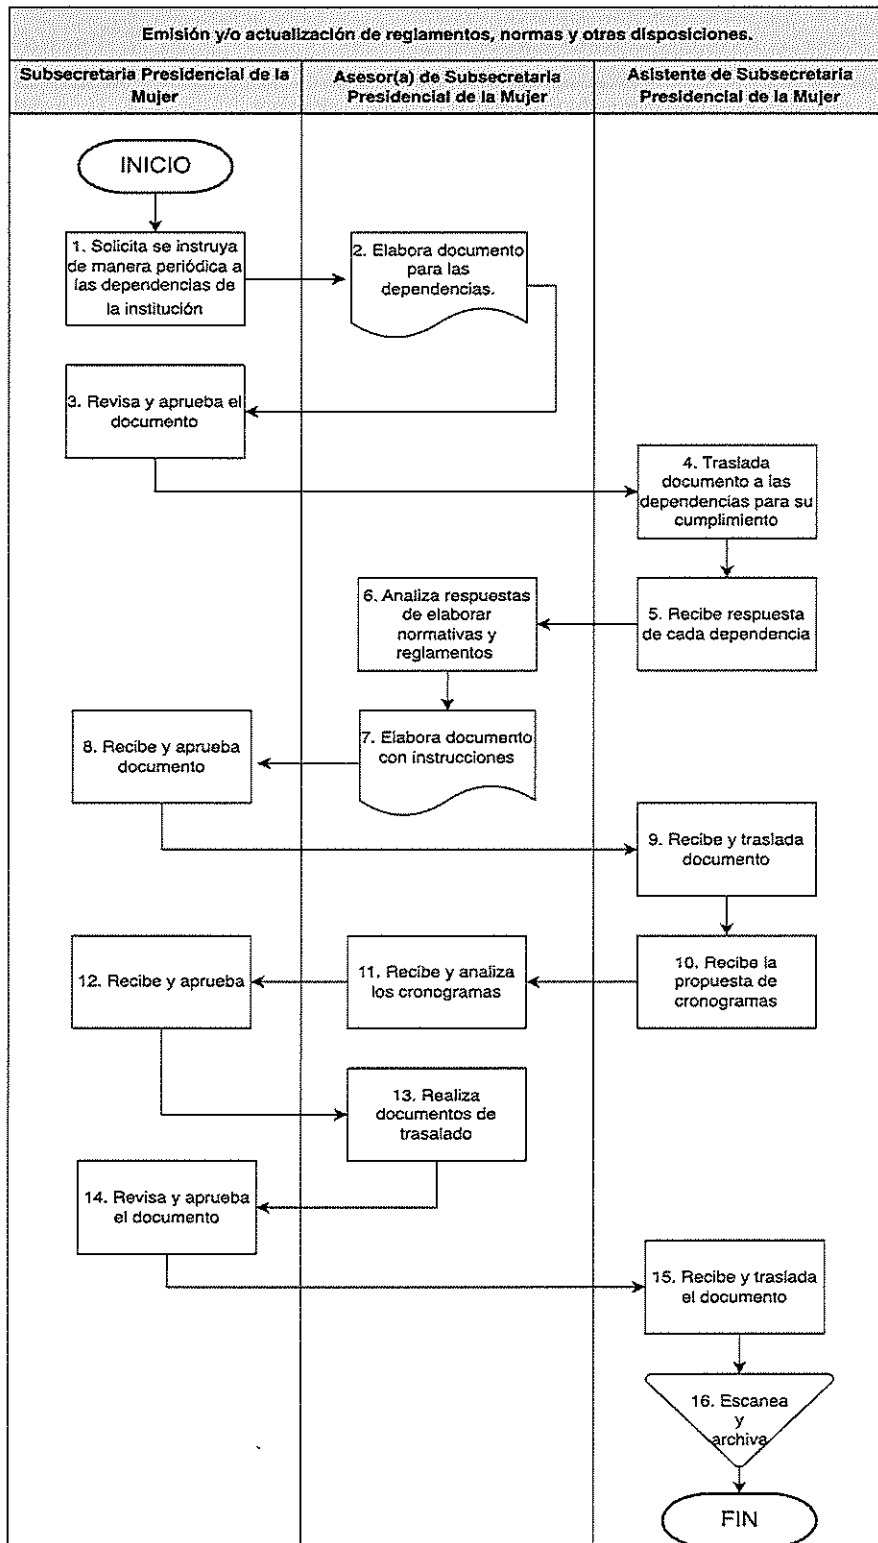 Emisión y/o actualización de reglamentos, normas y otras disposiciones.
Subsecretaria Presidencial de la
Mujer
Asesor(a) de Subsecretaria
Presidencial de la Mujer
Asistente de Subsecretaria
Presidencial de la Mujer
INICIO
1. Solicita se instruya
de manera periódica a
las dependencias de
la institución
2. Elabora documento
para las
dependencias.
3. Revisa y aprueba el
documento
4. Traslada
documento a las
dependencias para su
cumplimiento
5. Recibe respuesta
de cada dependencia
6. Analiza respuestas
de elaborar
normativas y
reglamentos
7. Elabora documento
con instrucciones
8. Recibe y aprueba
documento
9. Recibe y traslada
documento
10. Recibe la
propuesta de
cronogramas
11. Recibe y analiza
los cronogramas
12. Recibe y aprueba
13. Realiza
documentos de
trasalado
14. Revisa y aprueba
el documento
15. Recibe y traslada
el documento
16. Escanea
y
archiva
FIN